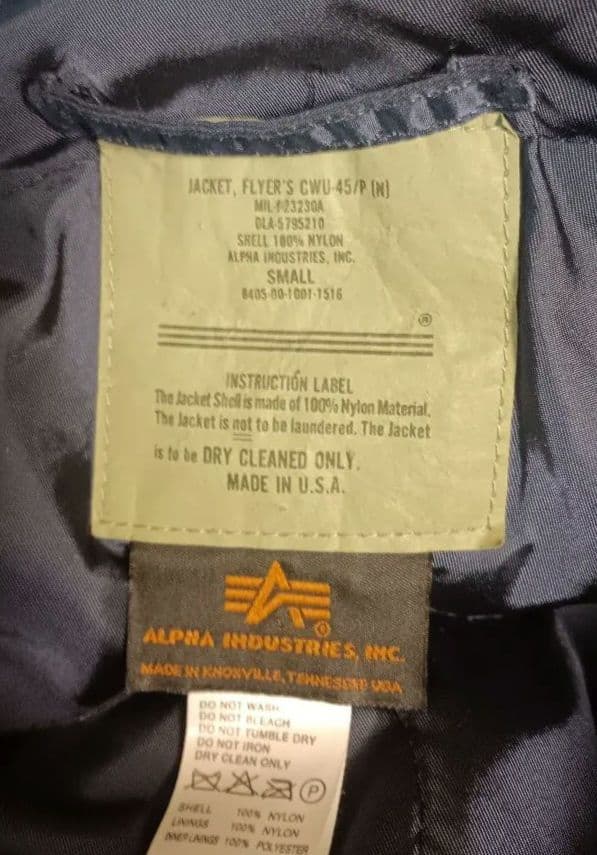 JACKET, FLYER'S CWU-45/P (N)
MIL-F-23230A
DLA-5795210
SHELL 100% NYLON
ALPHA INDUSTRIES, INC.
SMALL
8405-00-1001-1516
®
INSTRUCTION LABEL
The Jacket Shell is made of 100% Nylon Material.
The Jacket is not to be laundered. The Jacket
is to be DRY CLEANED ONLY.
MADE IN U.S.A.
®
ALPHA INDUSTRIES, INC.
MADE IN KNOXVILLE, TENNESSEE USA
DO NOT WASH
DO NOT BLEACH
DO NOT TUMBLE DRY
DO NOT IRON
DRY CLEAN ONLY
P
SHELL 100% NYLON
LININGS 100% NYLON
INNER LININGS 100% POLYESTER